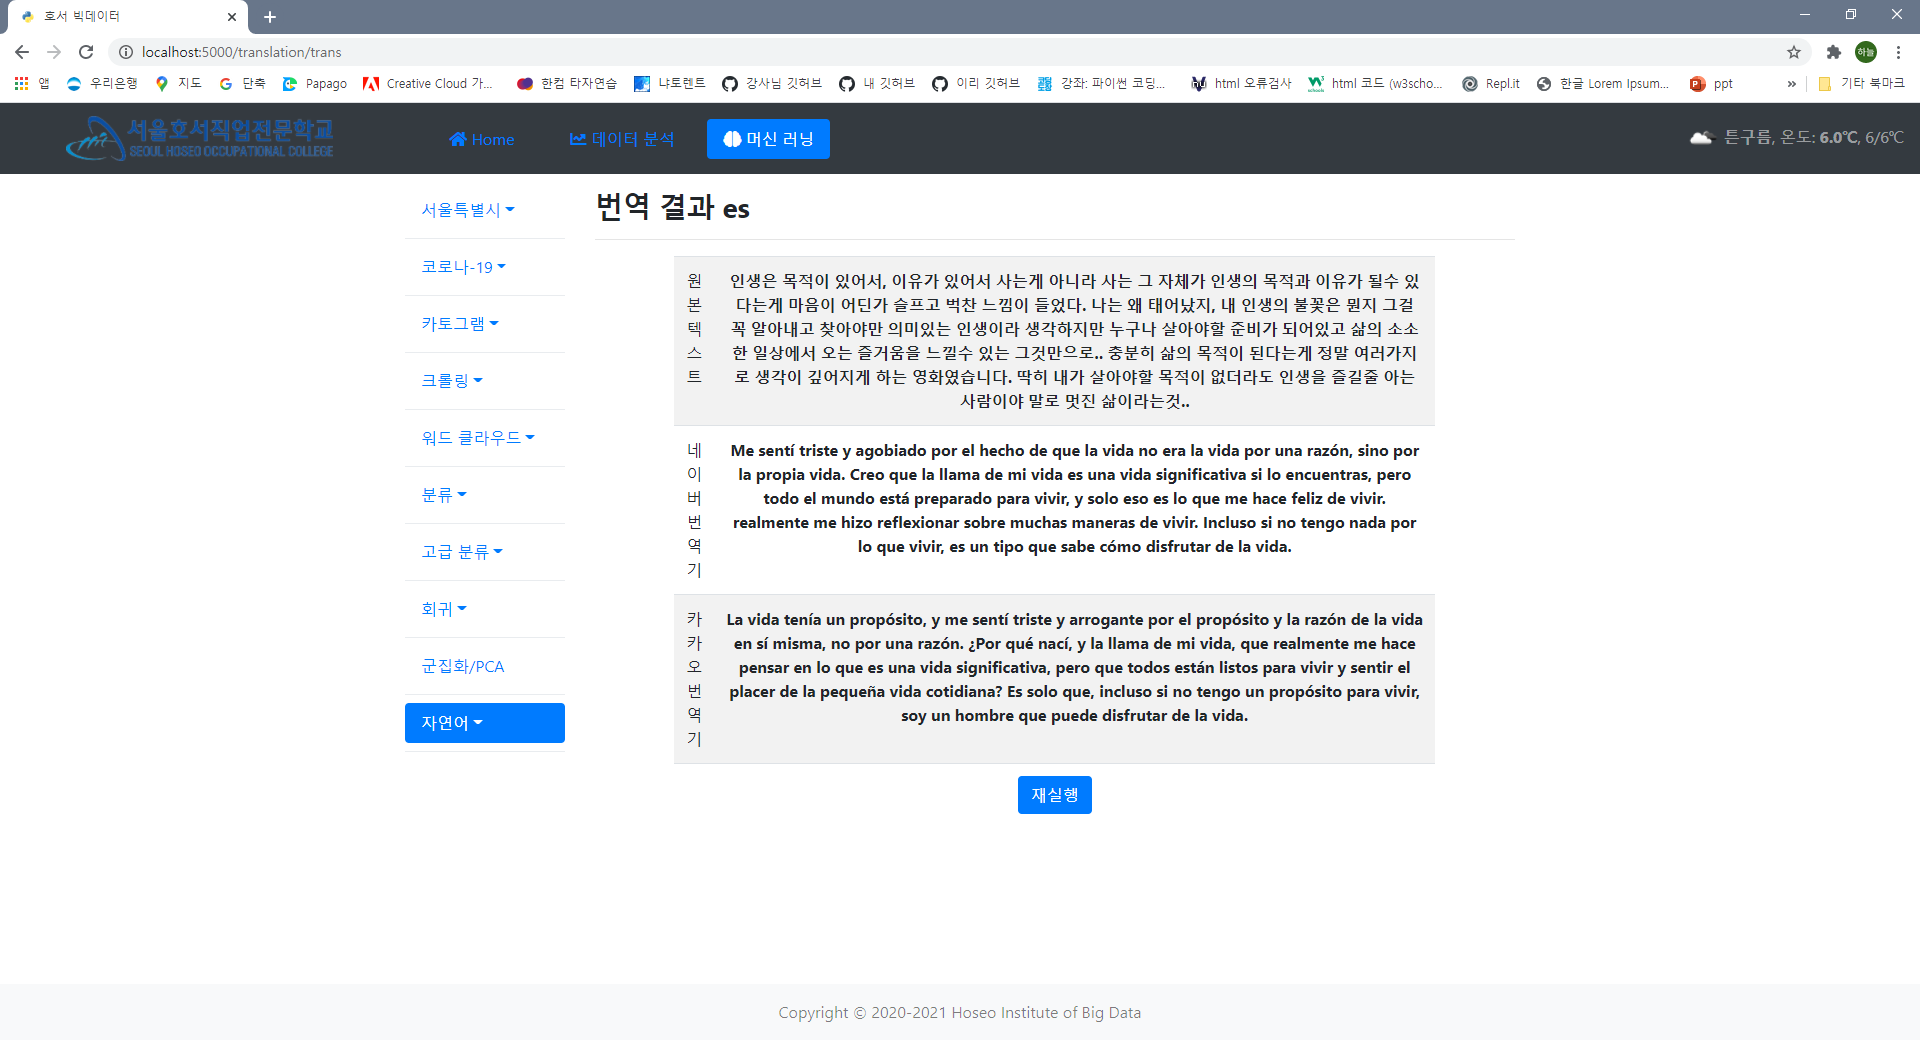 호서 빅데이터
localhost:5000/translation/trans
하늘
앱 우리은행 지도 단축 Papago Creative Cloud 가... 한컴 타자연습 냐토렌트 강사님 깃허브 내 깃허브 이리 깃허브 강좌: 파이썬 코딩... html 오류검사 html 코드 (w3scho... Repl.it 한글 Lorem Ipsum... ppt » 기타 북마크
서울호서직업전문학교
SEOUL HOSEO OCCUPATIONAL COLLEGE
Home 데이터 분석 머신 러닝
튼구름, 온도: 6.0℃, 6/6℃
서울특별시
코로나-19
카토그램
크롤링
워드 클라우드
분류
고급 분류
회귀
군집화/PCA
자연어
번역 결과 es
원본텍스트
인생은 목적이 있어서, 이유가 있어서 사는게 아니라 사는 그 자체가 인생의 목적과 이유가 될수 있
다는게 마음이 어딘가 슬프고 벅찬 느낌이 들었다. 나는 왜 태어났지, 내 인생의 불꽃은 뭔지 그걸
꼭 알아내고 찾아야만 의미있는 인생이라 생각하지만 누구나 살아야할 준비가 되어있고 삶의 소소
한 일상에서 오는 즐거움을 느낄수 있는 그것만으로.. 충분히 삶의 목적이 된다는게 정말 여러가지
로 생각이 깊어지게 하는 영화였습니다. 딱히 내가 살아야할 목적이 없더라도 인생을 즐길줄 아는
사람이야 말로 멋진 삶이라는것..
네이버번역기
Me sentí triste y agobiado por el hecho de que la vida no era la vida por una razón, sino por
la propia vida. Creo que la llama de mi vida es una vida significativa si lo encuentras, pero
todo el mundo está preparado para vivir, y solo eso es lo que me hace feliz de vivir.
realmente me hizo reflexionar sobre muchas maneras de vivir. Incluso si no tengo nada por
lo que vivir, es un tipo que sabe cómo disfrutar de la vida.
카카오번역기
La vida tenía un propósito, y me sentí triste y arrogante por el propósito y la razón de la vida
en sí misma, no por una razón. ¿Por qué nací, y la llama de mi vida, que realmente me hace
pensar en lo que es una vida significativa, pero que todos están listos para vivir y sentir el
placer de la pequeña vida cotidiana? Es solo que, incluso si no tengo un propósito para vivir,
soy un hombre que puede disfrutar de la vida.
재실행
Copyright © 2020-2021 Hoseo Institute of Big Data